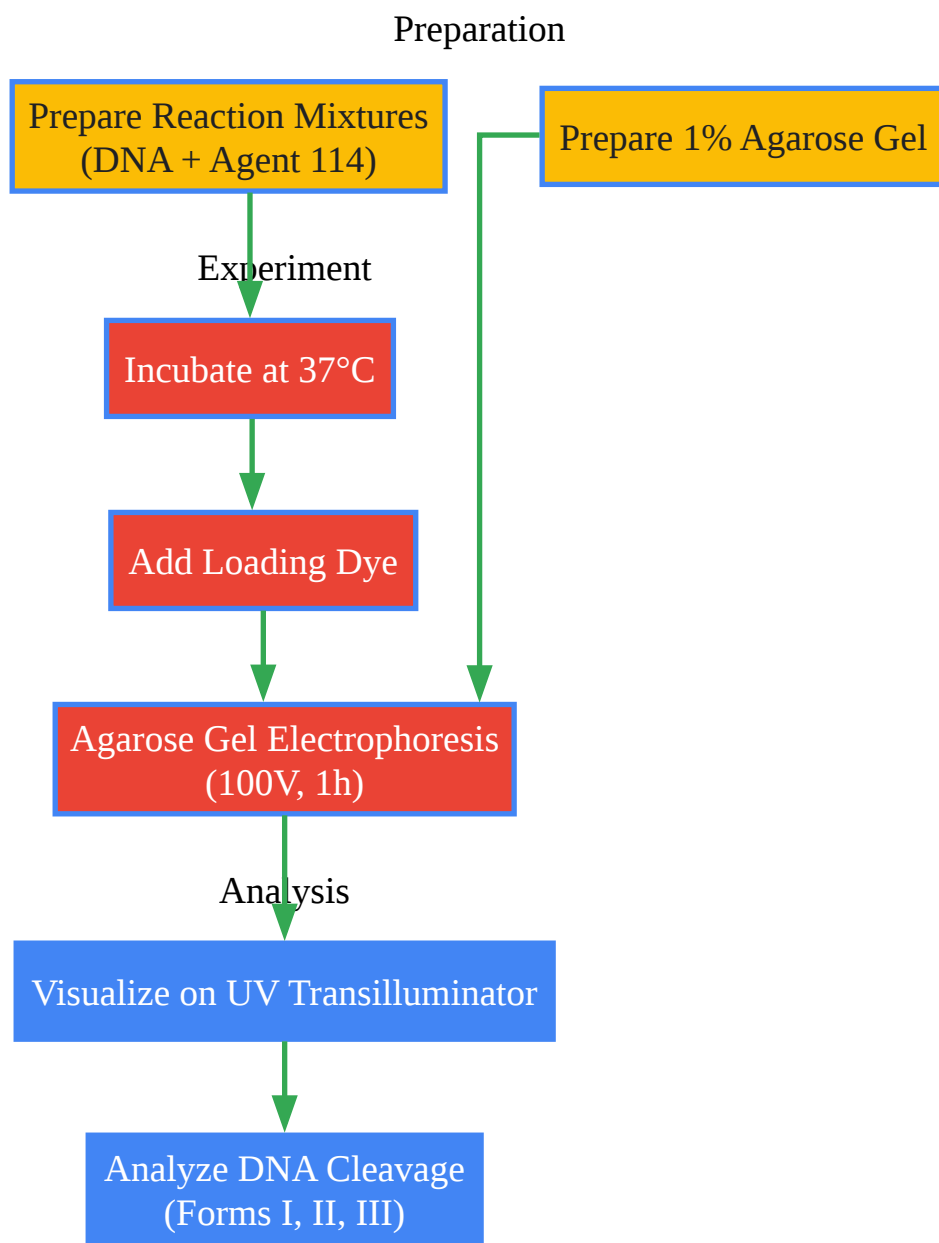 Preparation
Prepare Reaction Mixtures
(DNA + Agent 114)
Prepare 1% Agarose Gel
Experiment
Incubate at 37°C
Add Loading Dye
Agarose Gel Electrophoresis
(100V, 1h)
Analysis
Visualize on UV Transilluminator
Analyze DNA Cleavage
(Forms I, II, III)